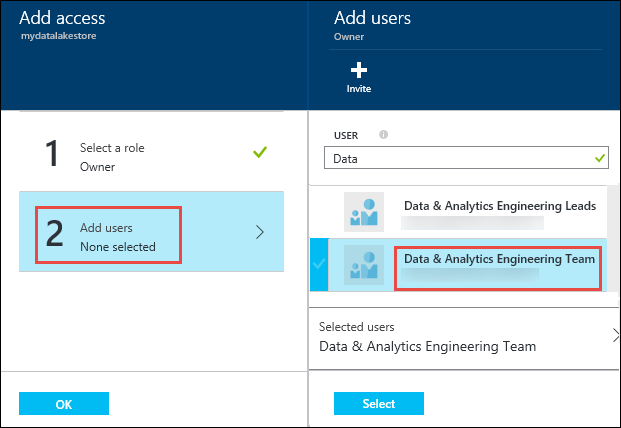 Add access
mydatalakestore
1
Select a role
Owner
2
Add users
None selected
OK
Add users
Owner
Invite
USER
Data
Data & Analytics Engineering Leads
Data & Analytics Engineering Team
Selected users
Data & Analytics Engineering Team
Select